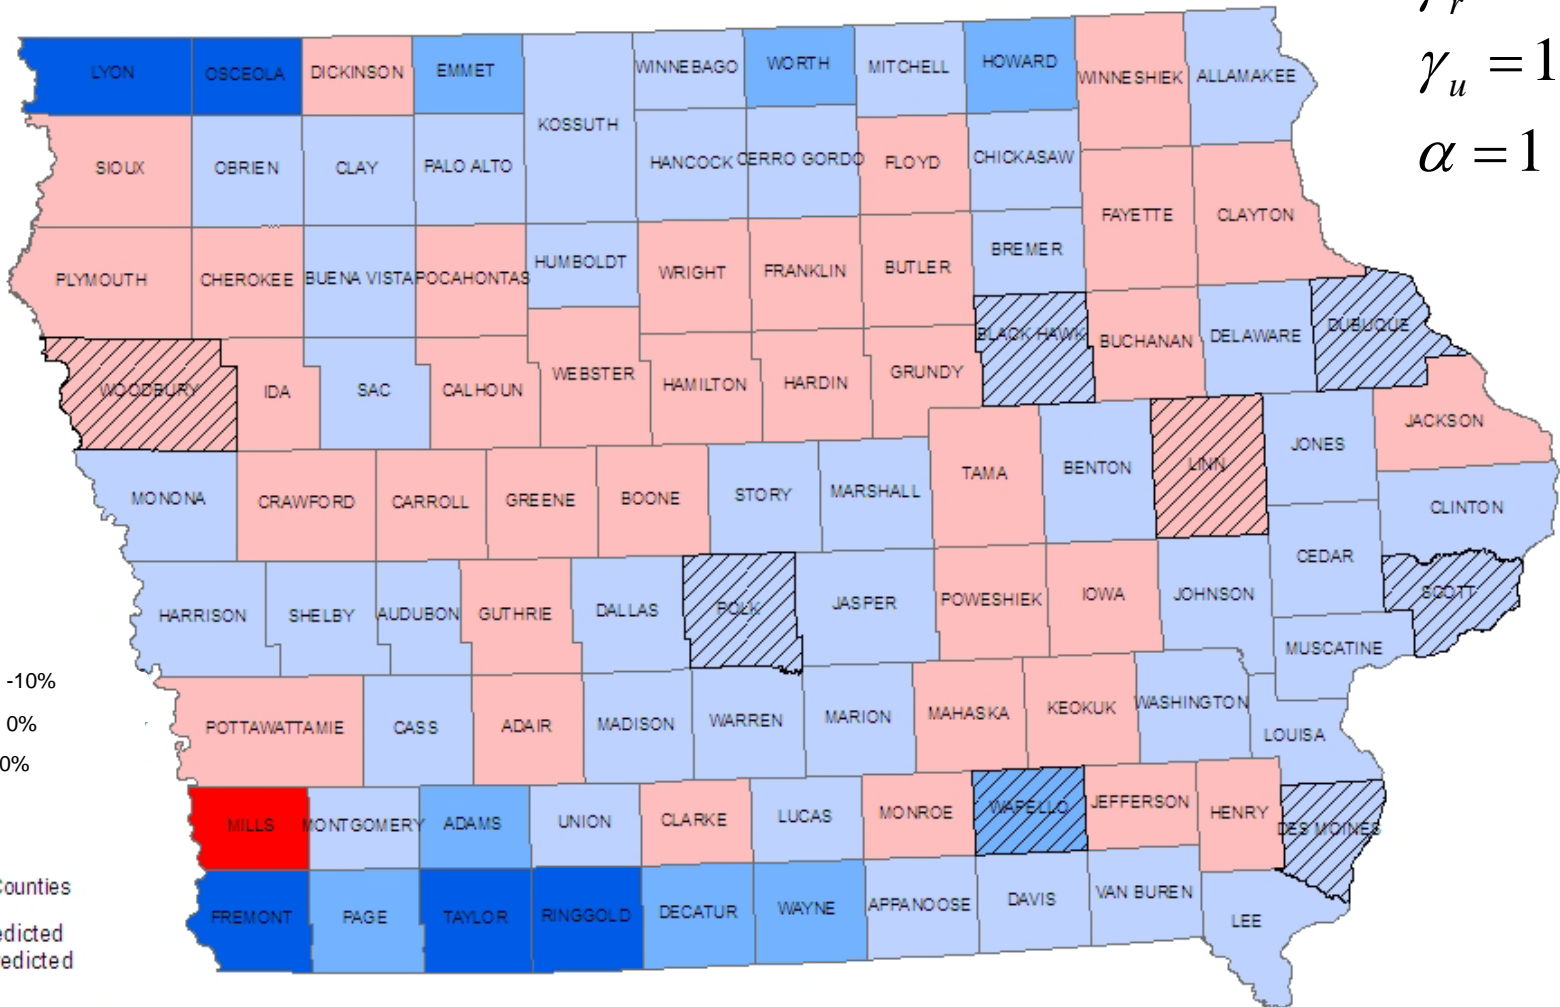 γr
γu = 1
α = 1
LYON OSCEOLA DICKINSON EMMET KOSSUTH WINNEBAGO WORTH MITCHELL HOWARD WINNESHIEK ALLAMAKEE
SIOUX OBRIEN CLAY PALO ALTO HANCOCK CERRO GORDO FLOYD CHICKASAW
FAYETTE CLAYTON
PLYMOUTH CHEROKEE BUENA VISTA POCAHONTAS HUMBOLDT WRIGHT FRANKLIN BUTLER BREMER
WOODBURY IDA SAC CALHOUN WEBSTER HAMILTON HARDIN GRUNDY BLACK HAWK BUCHANAN DELAWARE DUBUQUE
JACKSON
MONONA CRAWFORD CARROLL GREENE BOONE STORY MARSHALL TAMA BENTON LINN JONES
CLINTON
CEDAR
HARRISON SHELBY AUDUBON GUTHRIE DALLAS POLK JASPER POWESHIEK IOWA JOHNSON SCOTT
MUSCATINE
POTTAWATTAMIE CASS ADAIR MADISON WARREN MARION MAHASKA KEOKUK WASHINGTON LOUISA
MILLS MONTGOMERY ADAMS UNION CLARKE LUCAS MONROE WAPELLO JEFFERSON HENRY DES MOINES
FREMONT PAGE TAYLOR RINGGOLD DECATUR WAYNE APPANOOSE DAVIS VAN BUREN LEE
-10%
0%
0%
Counties
edicted
redicted